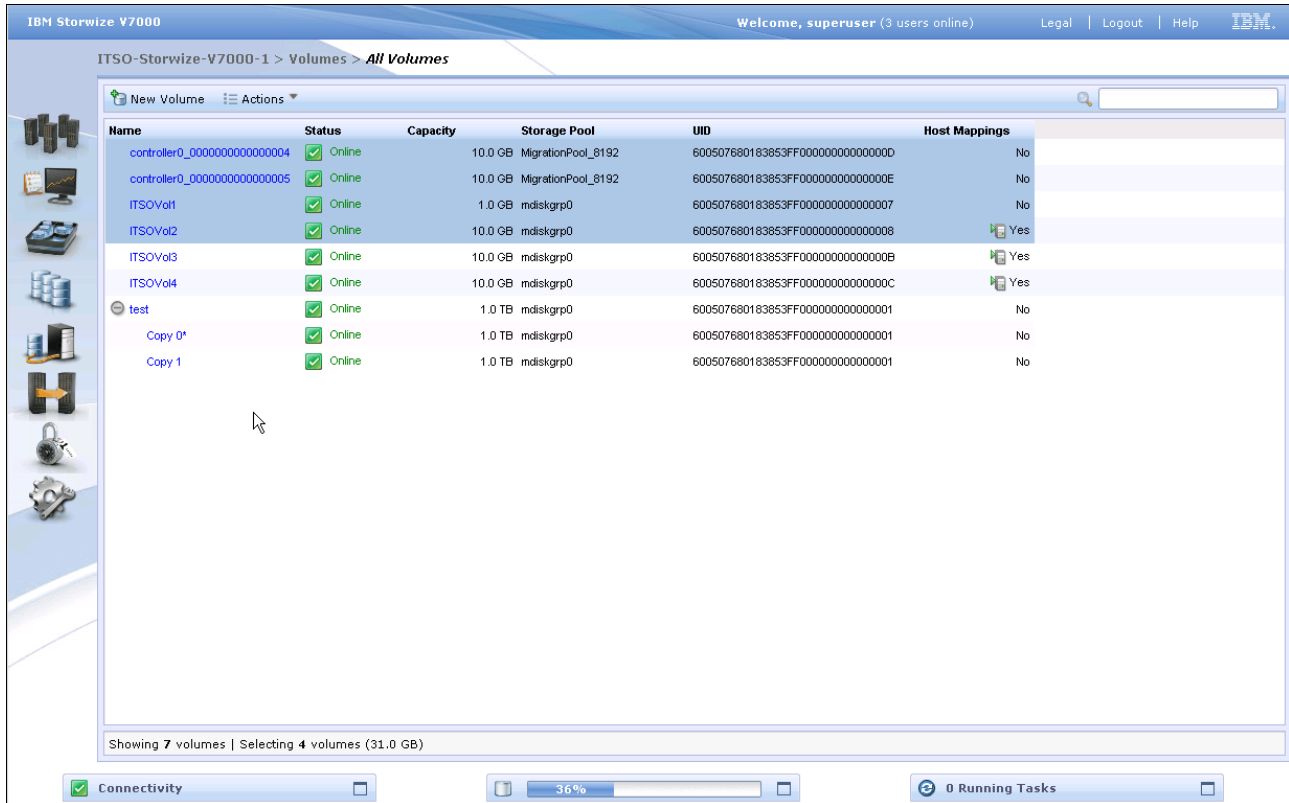 IBM Storwize V7000 Welcome, superuser (3 users online) Legal | Logout | Help IBM.
ITSO-Storwize-V7000-1 > Volumes > All Volumes
New Volume Actions
Name Status Capacity Storage Pool UID Host Mappings
controller0_0000000000000004 Online 10.0 GB MigrationPool_8192 600507680183853FF00000000000000D No
controller0_0000000000000005 Online 10.0 GB MigrationPool_8192 600507680183853FF00000000000000E No
ITSOVol1 Online 1.0 GB mdiskgrp0 600507680183853FF000000000000007 No
ITSOVol2 Online 10.0 GB mdiskgrp0 600507680183853FF000000000000008 Yes
ITSOVol3 Online 10.0 GB mdiskgrp0 600507680183853FF00000000000000B Yes
ITSOVol4 Online 10.0 GB mdiskgrp0 600507680183853FF00000000000000C Yes
test Online 1.0 TB mdiskgrp0 600507680183853FF000000000000001 No
Copy 0* Online 1.0 TB mdiskgrp0 600507680183853FF000000000000001 No
Copy 1 Online 1.0 TB mdiskgrp0 600507680183853FF000000000000001 No
Showing 7 volumes | Selecting 4 volumes (31.0 GB)
Connectivity 36% 0 Running Tasks